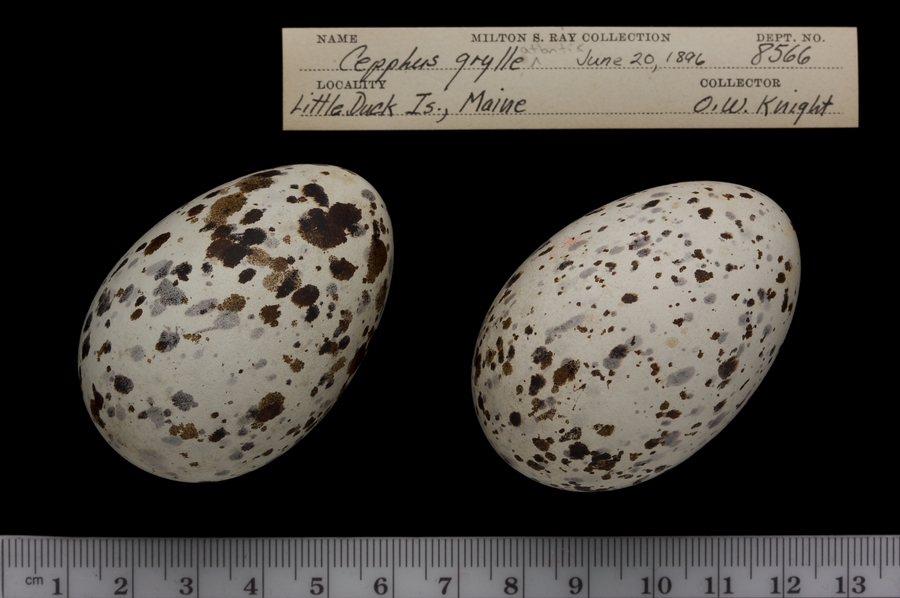 NAME MILTON S. RAY COLLECTION DEPT. NO.
Cepphus grylle ^ atlantis June 20, 1896 8566
LOCALITY COLLECTOR
Little Duck Is., Maine O.W. Knight
cm 1 2 3 4 5 6 7 8 9 10 11 12 13